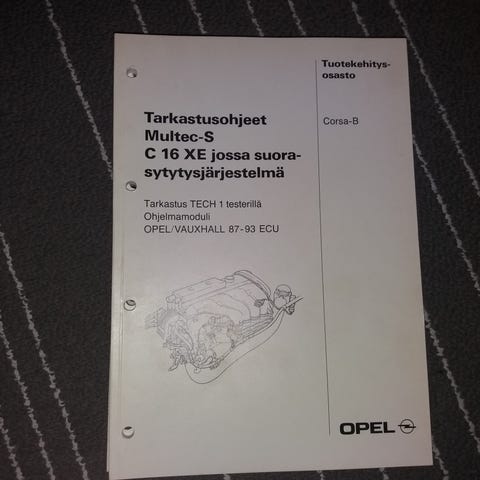 Tuotekehitys-
osasto
Tarkastusohjeet
Multec-S
C 16 XE jossa suora-
sytytysjärjestelmä
Corsa-B
Tarkastus TECH 1 testerillä
Ohjelmamoduli
OPEL/VAUXHALL 87-93 ECU
OPEL